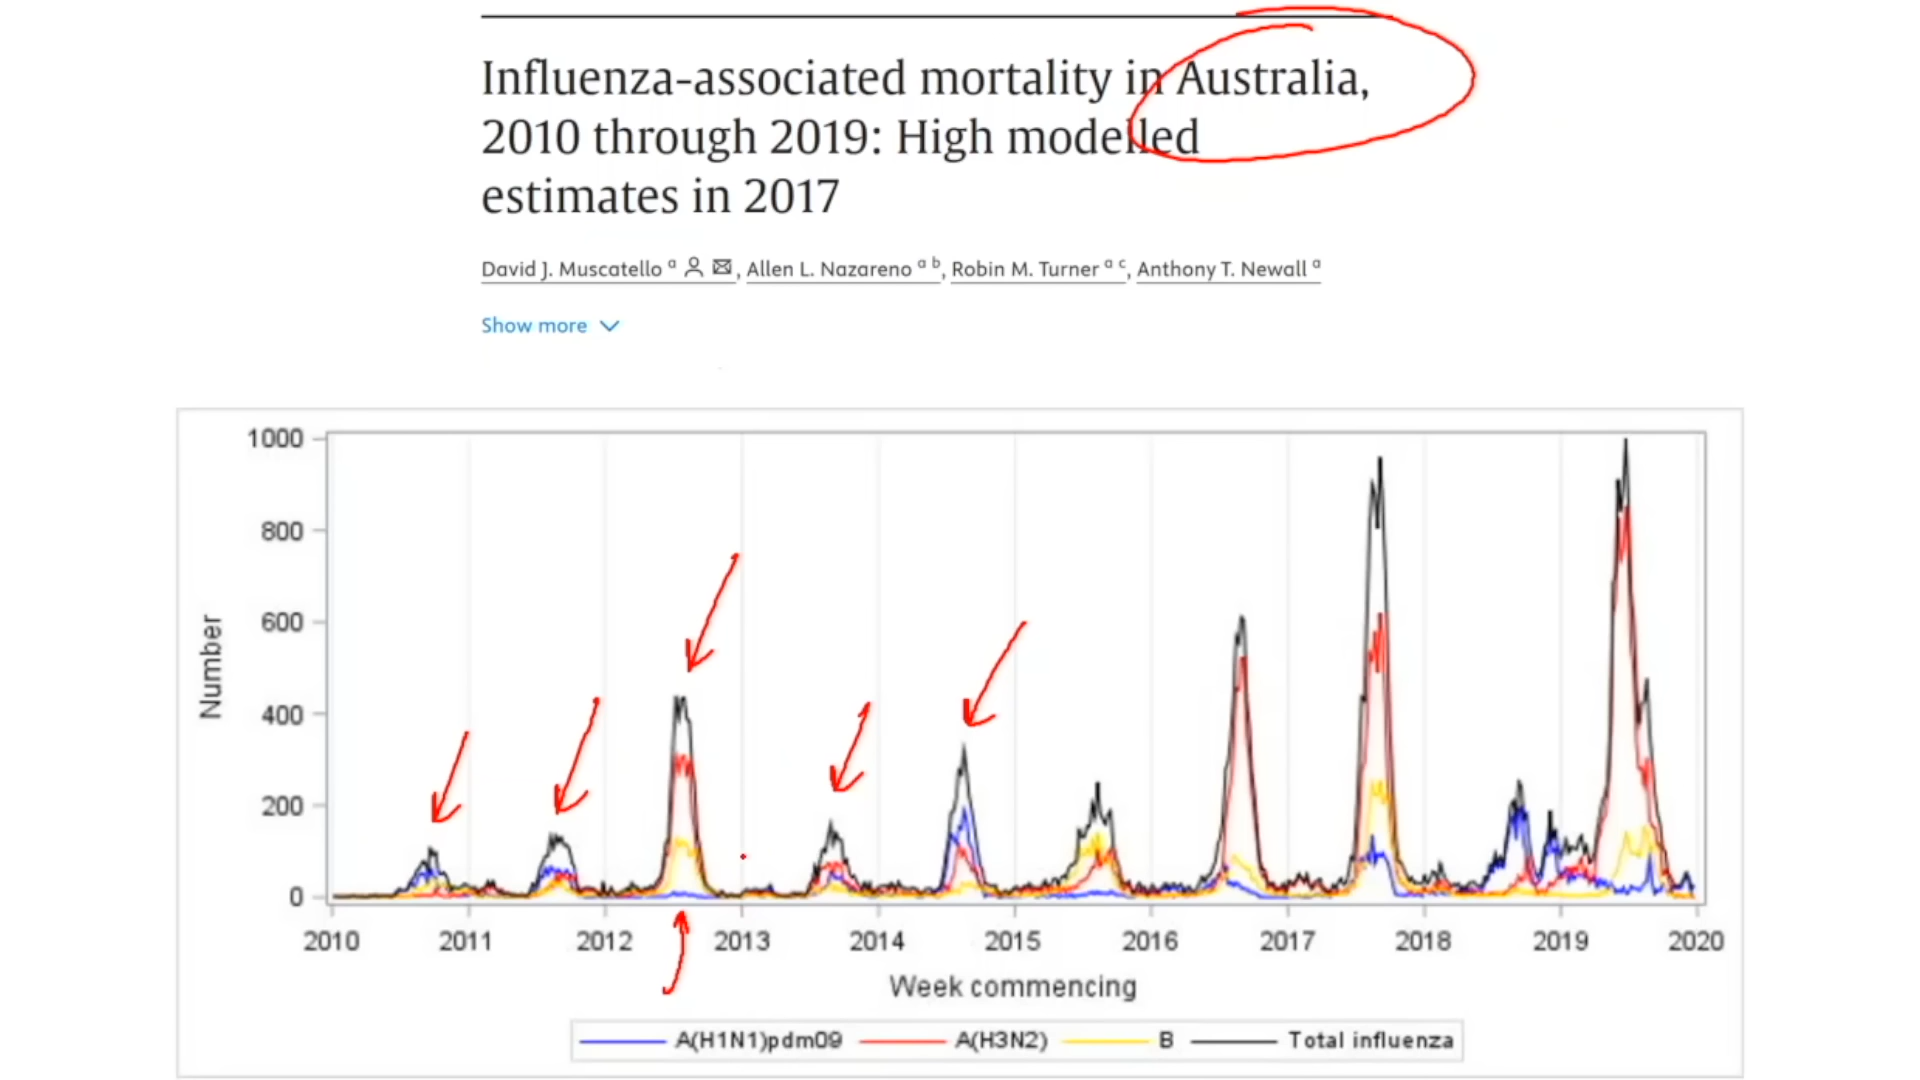 Influenza-associated mortality in Australia,
2010 through 2019: High modelled
estimates in 2017
David J. Muscatello a, Allen L. Nazareno a b, Robin M. Turner a c, Anthony T. Newall a
Show more
1000
800
600
400
200
0
Number
2010 2011 2012 2013 2014 2015 2016 2017 2018 2019 2020
Week commencing
A(H1N1)pdm09 A(H3N2) B Total influenza